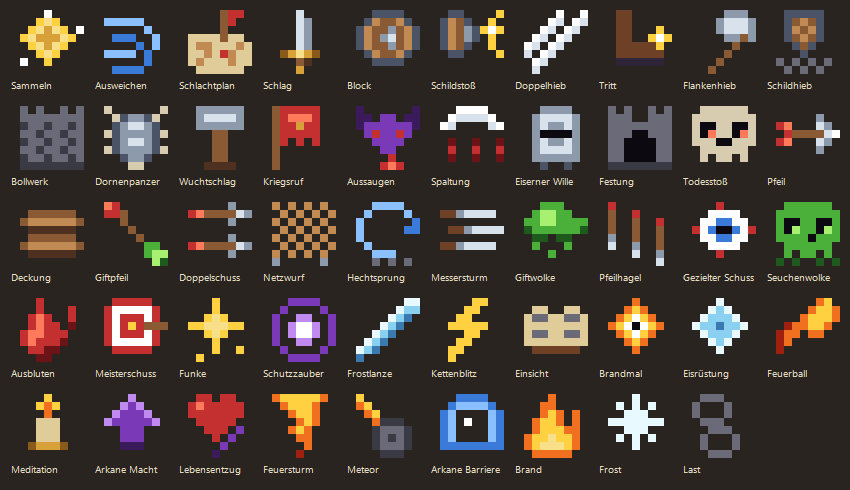 Sammeln Ausweichen Schlachtplan Schlag Block Schildstoß Doppelhieb Tritt Flankenhieb Schildhieb
Bollwerk Dornenpanzer Wuchtschlag Kriegsruf Aussaugen Spaltung Eiserner Wille Festung Todesstoß Pfeil
Deckung Giftpfeil Doppelschuss Netzwurf Hechtsprung Messersturm Giftwolke Pfeilhagel Gezielter Schuss Seuchenwolke
Ausbluten Meisterschuss Funke Schutzzauber Frostlanze Kettenblitz Einsicht Brandmal Eisrüstung Feuerball
Meditation Arkane Macht Lebensentzug Feuersturm Meteor Arkane Barriere Brand Frost Last